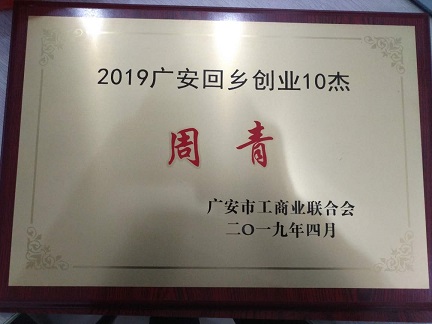 2019广安回乡创业10杰
周青
广安市工商业联合会
二〇一九年四月